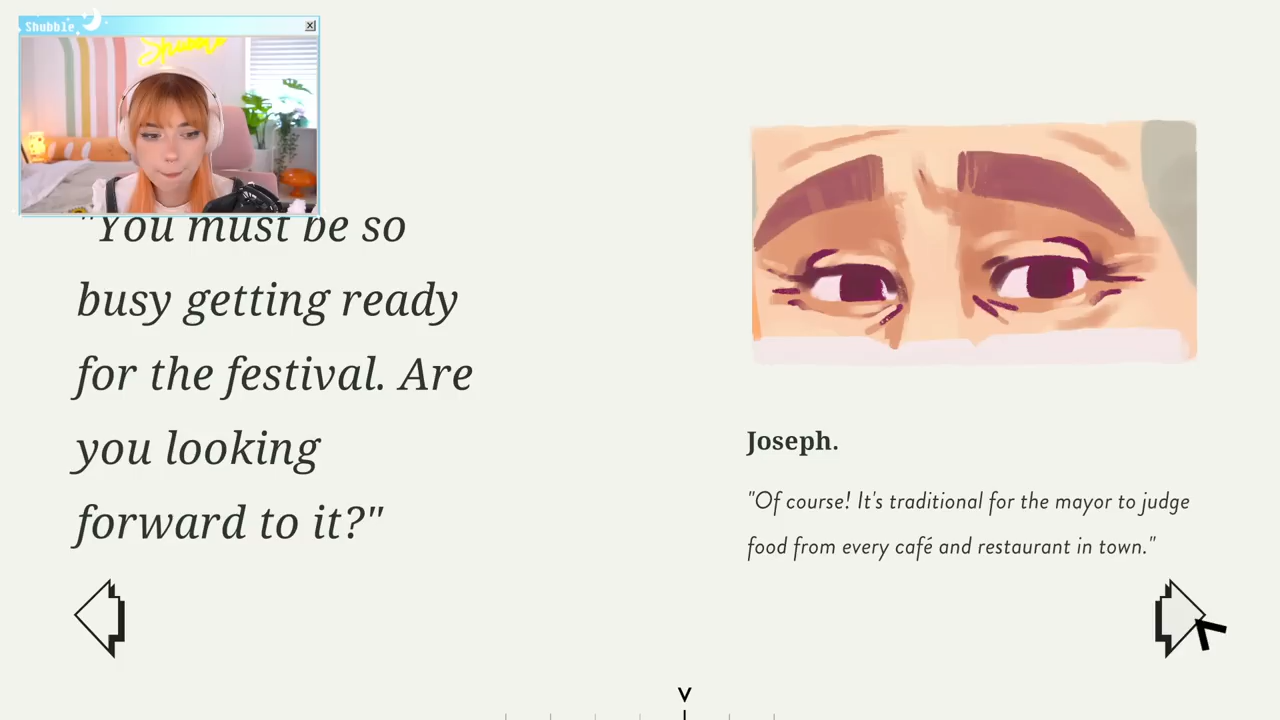 Shubble
Shubble
"You must be so
busy getting ready
for the festival. Are
you looking
forward to it?"
Joseph.
"Of course! It's traditional for the mayor to judge
food from every café and restaurant in town."